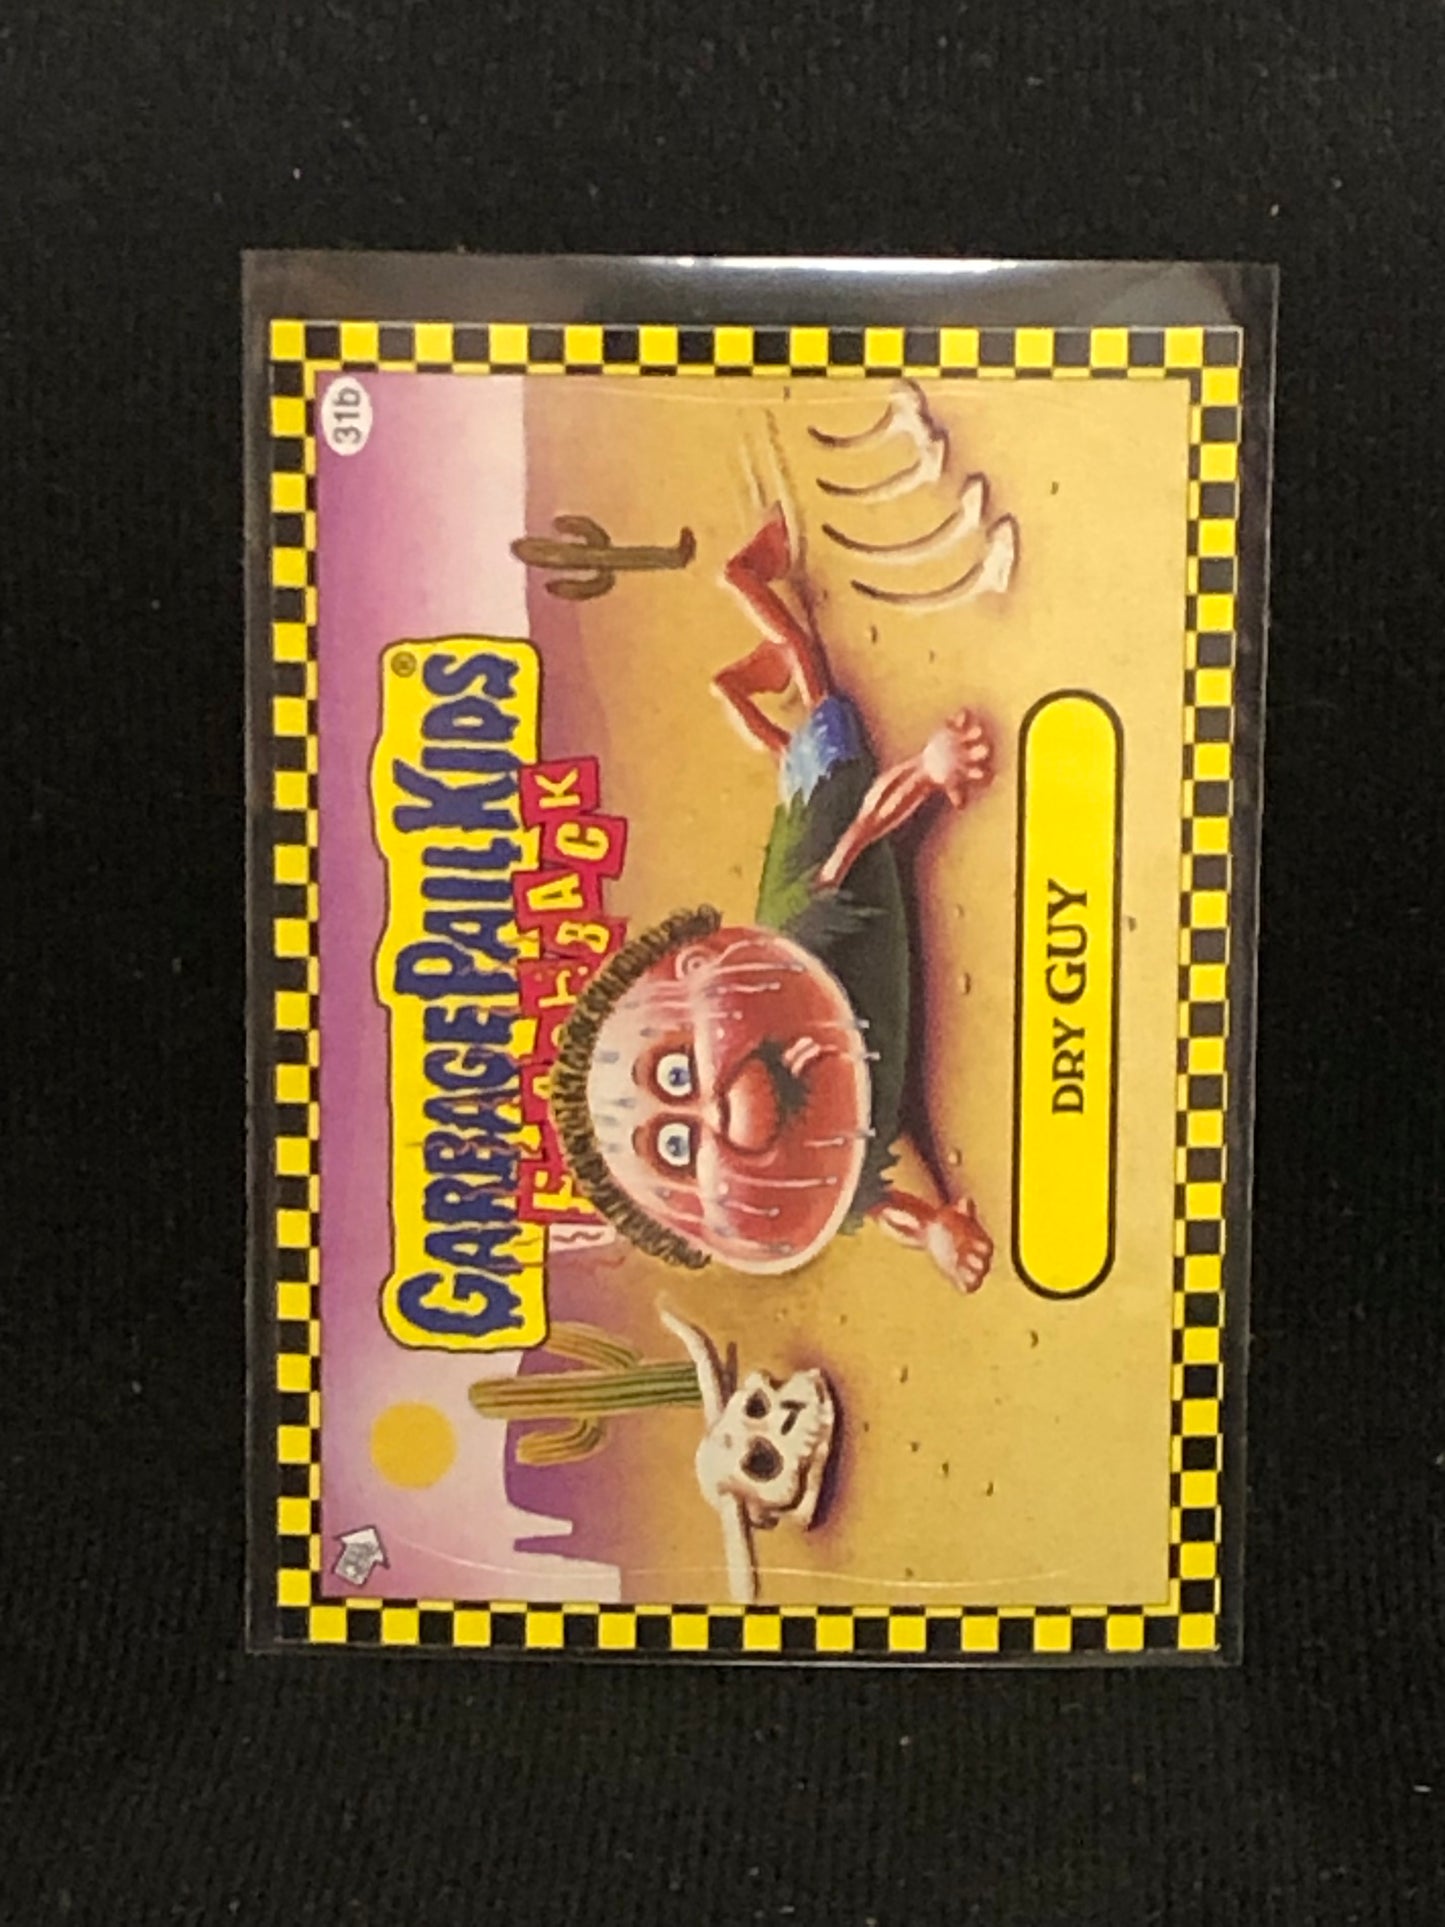 31b
GARBAGE PAIL KIDS®
FLASHBACK
DRY GUY